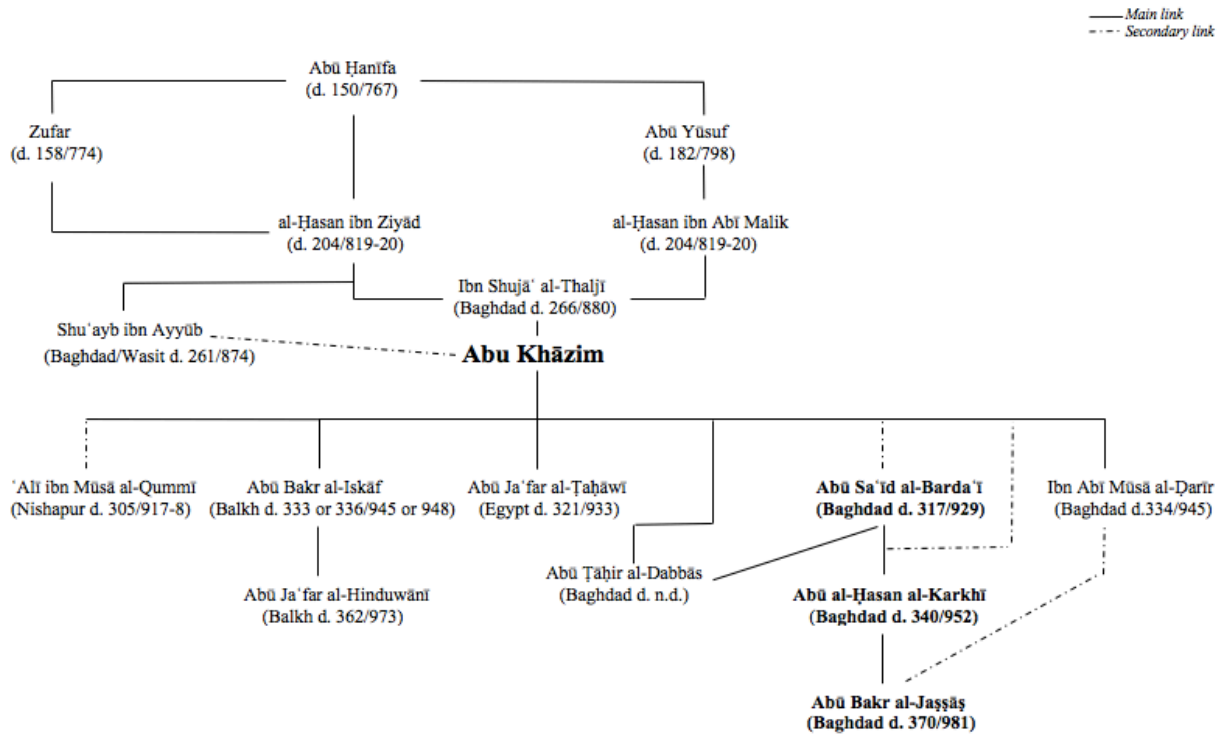 Main link
Secondary link
Abū Ḥanīfa
(d. 150/767)
Zufar
(d. 158/774)
Abū Yūsuf
(d. 182/798)
al-Ḥasan ibn Ziyād
(d. 204/819-20)
al-Ḥasan ibn Abī Malik
(d. 204/819-20)
Ibn Shujāʿ al-Thaljī
(Baghdad d. 266/880)
Shuʿayb ibn Ayyūb
(Baghdad/Wasit d. 261/874)
Abu Khāzim
ʿAlī ibn Mūsā al-Qummī
(Nishapur d. 305/917-8)
Abū Bakr al-Iskāf
(Balkh d. 333 or 336/945 or 948)
Abū Jaʿfar al-Ṭaḥāwī
(Egypt d. 321/933)
Abū Saʿīd al-Bardaʿī
(Baghdad d. 317/929)
Ibn Abī Mūsā al-Ḍarīr
(Baghdad d.334/945)
Abū Jaʿfar al-Hinduwānī
(Balkh d. 362/973)
Abū Ṭāḥir al-Dabbās
(Baghdad d. n.d.)
Abū al-Ḥasan al-Karkhī
(Baghdad d. 340/952)
Abū Bakr al-Jaṣṣāṣ
(Baghdad d. 370/981)